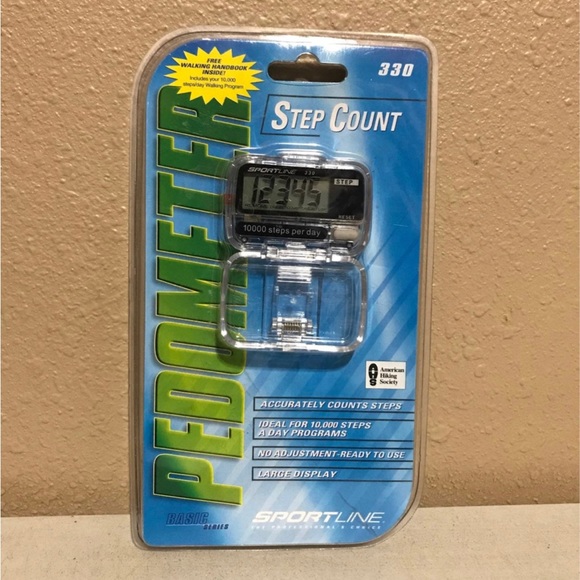 FREE
WALKING HANDBOOK
INSIDE!
Includes your 10,000
steps/day Walking Program
330
STEP COUNT
PEDOMETER
SPORTLINE 330
12345
STEP
RESET
10000 steps per day
American
Hiking
Society
ACCURATELY COUNTS STEPS
IDEAL FOR 10,000 STEPS
A DAY PROGRAMS
NO ADJUSTMENT-READY TO USE
LARGE DISPLAY
BASIC
SERIES
SPORTLINE
THE PROFESSIONAL'S CHOICE